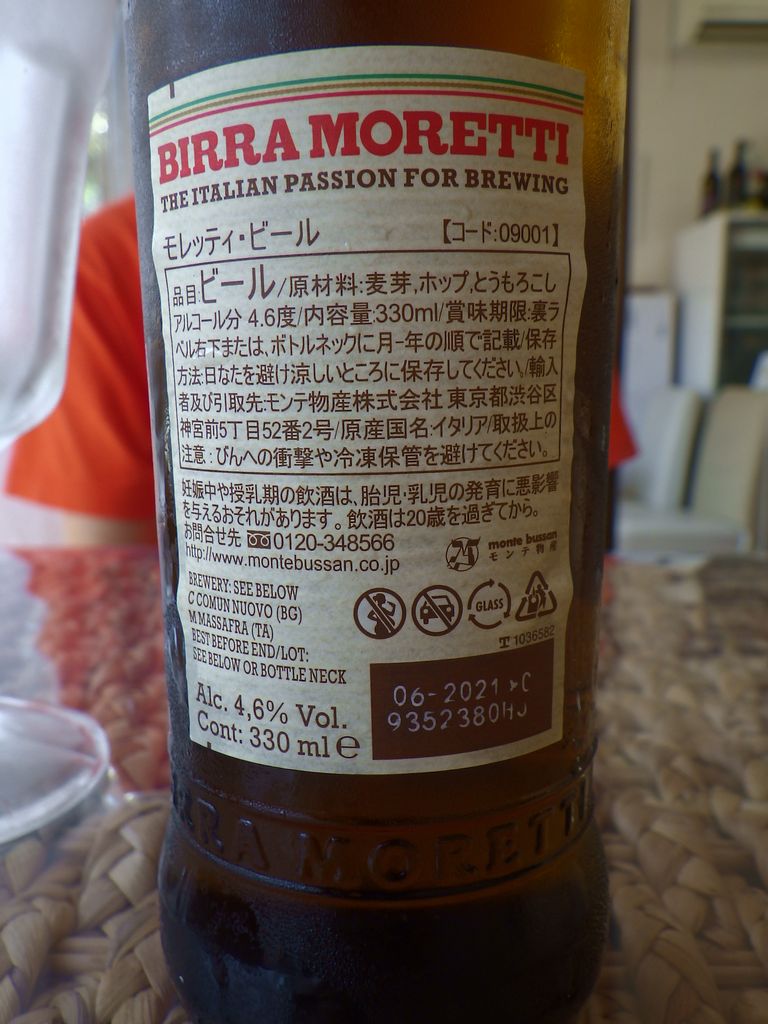 BIRRA MORETTI
THE ITALIAN PASSION FOR BREWING
モレッティ・ビール 【コード:09001】
品目:ビール/原材料:麦芽,ホップ,とうもろこし
アルコール分 4.6度/内容量:330ml/賞味期限:裏ラ
ベル右下または,ボトルネックに月-年の順で記載/保存
方法:日なたを避け涼しいところに保存してください。/輸入
者及び引取先:モンテ物産株式会社 東京都渋谷区
神宮前5丁目52番2号/原産国名:イタリア/取扱上の
注意:びんへの衝撃や冷凍保管を避けてください。
妊娠中や授乳期の飲酒は、胎児・乳児の発育に悪影響
を与えるおそれがあります。飲酒は20歳を過ぎてから。
お問合せ先 0120-348566
http://www.montebussan.co.jp
monte bussan
モンテ物産
BREWERY: SEE BELOW
C COMUN NUOVO (BG)
M MASSAFRA (TA)
BEST BEFORE END/LOT:
SEE BELOW OR BOTTLE NECK
GLASS
T 1036582
Alc. 4,6% Vol.
Cont: 330 ml e
06-2021 C
9352380HJ
BIRRA MORETTI